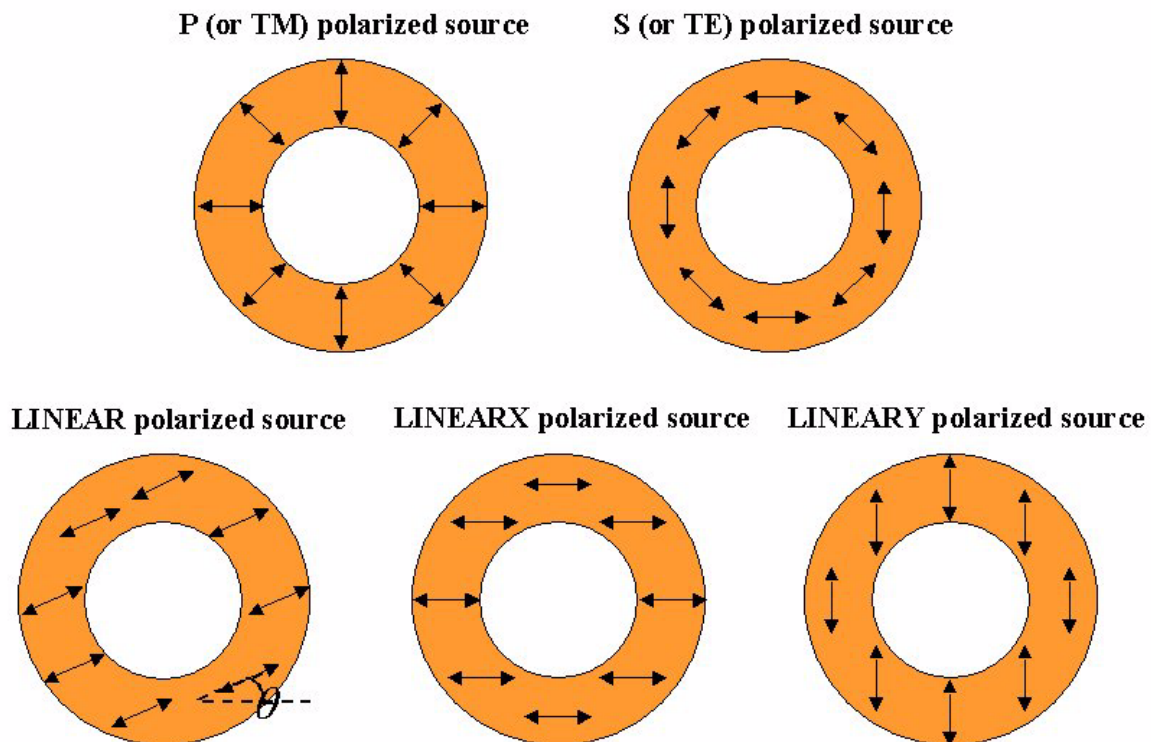 P (or TM) polarized source
S (or TE) polarized source
LINEAR polarized source
LINEARX polarized source
LINEARY polarized source
θ